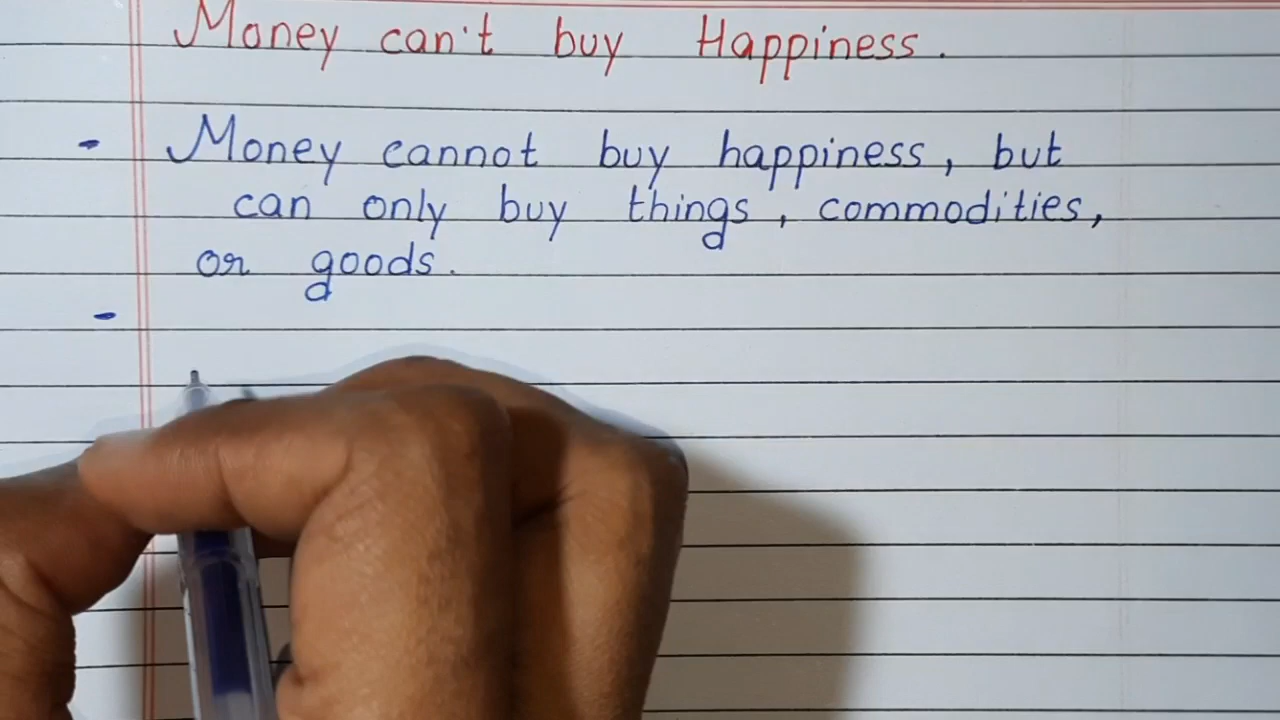 Money can't buy Happiness.
- Money cannot buy happiness, but
can only buy things, commodities,
or goods.
-